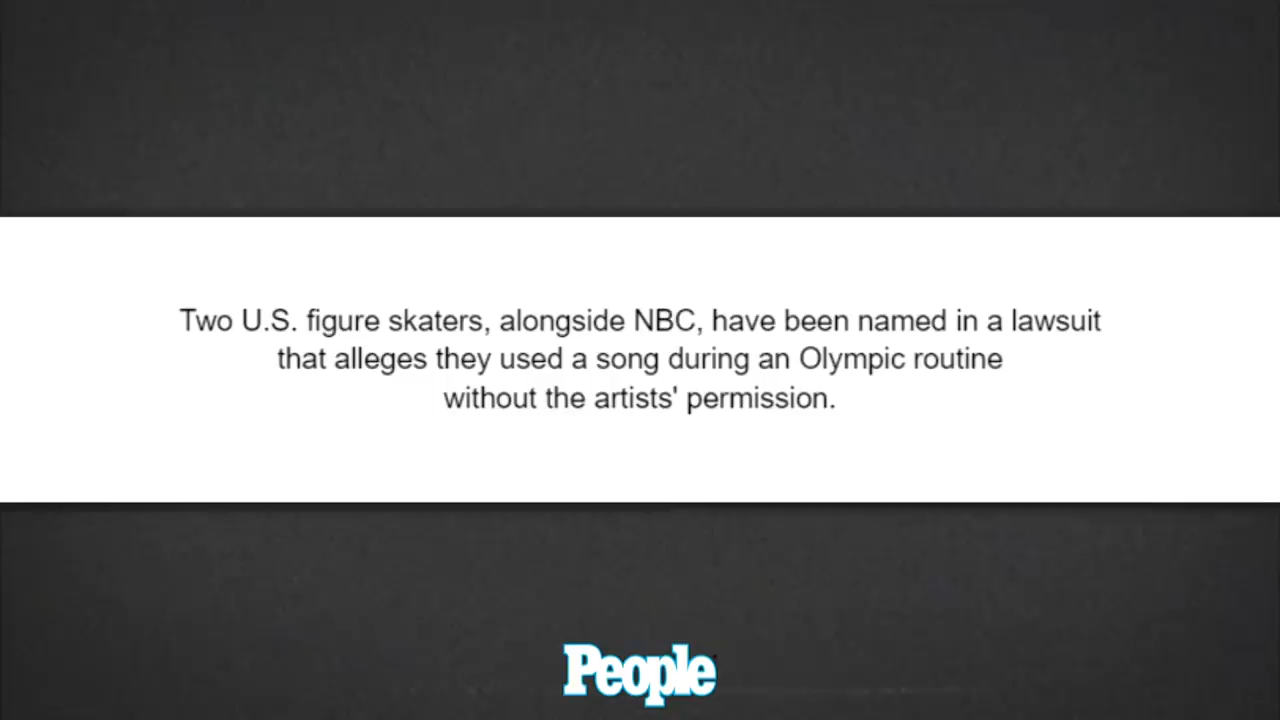 Two U.S. figure skaters, alongside NBC, have been named in a lawsuit
that alleges they used a song during an Olympic routine
without the artists' permission.
People